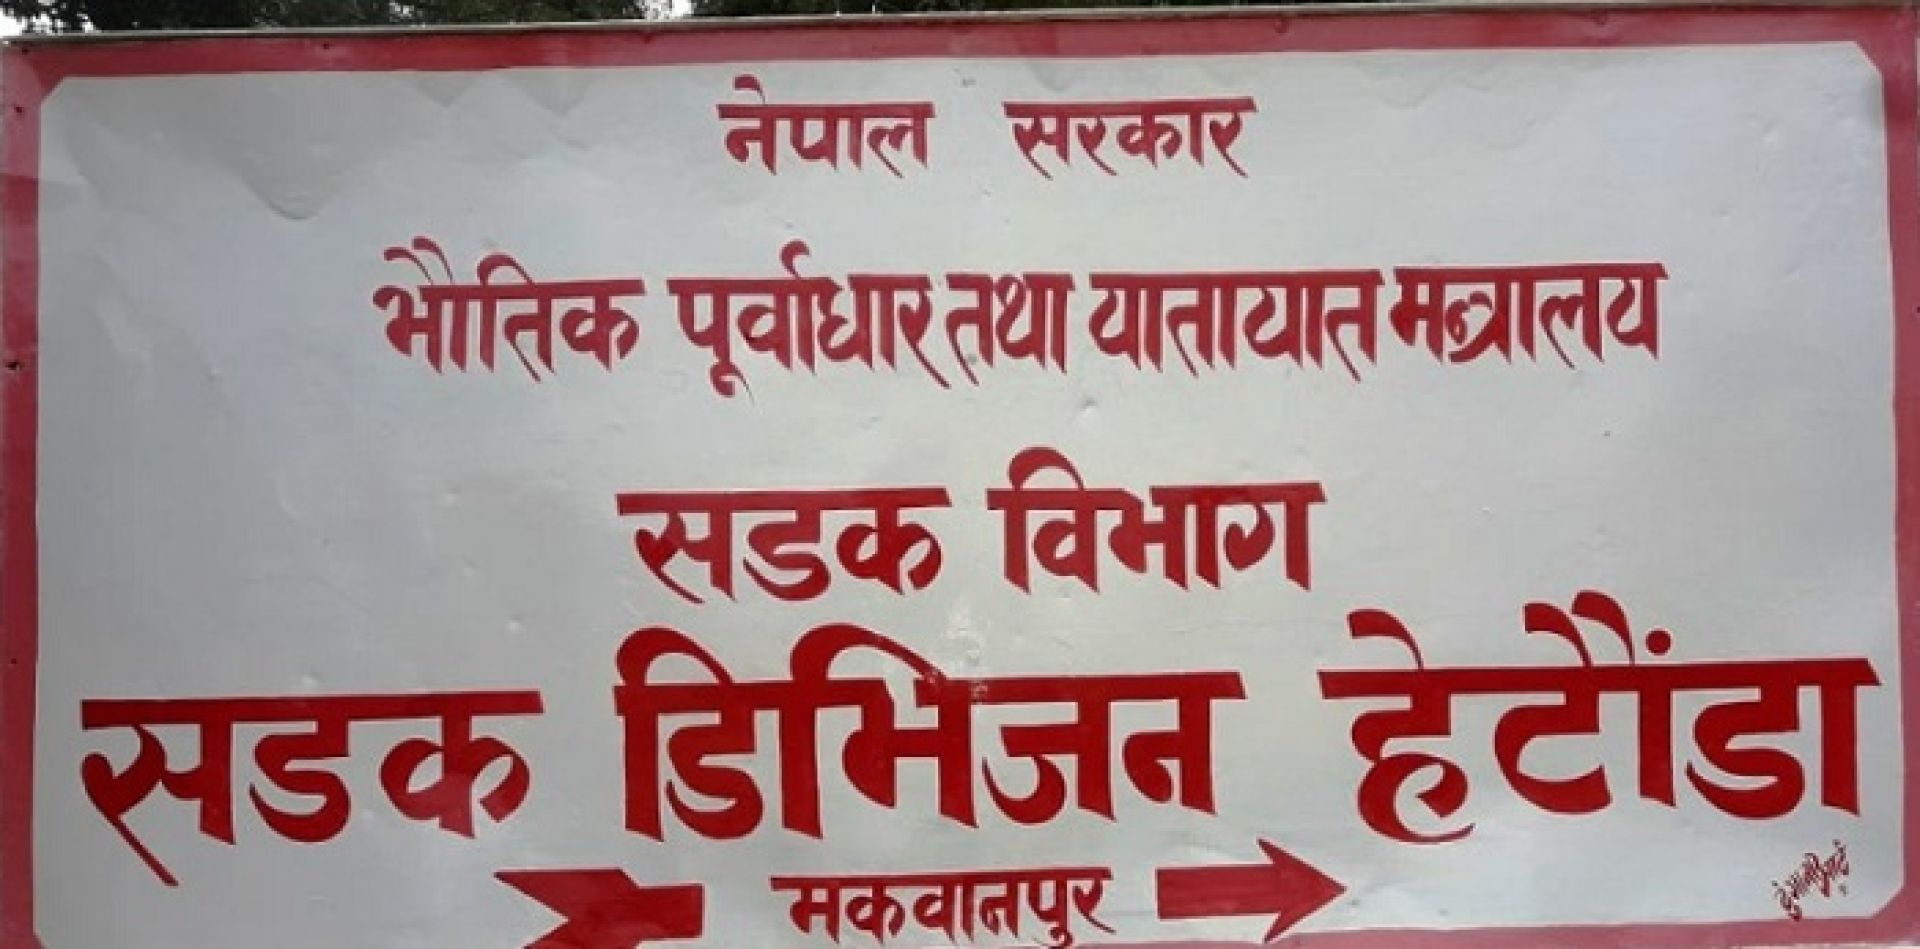 नेपाल सरकार
भौतिक पूर्वाधार तथा यातायात मन्त्रालय
सडक विभाग
सडक डिभिजन हेटौंडा
मकवानपुर